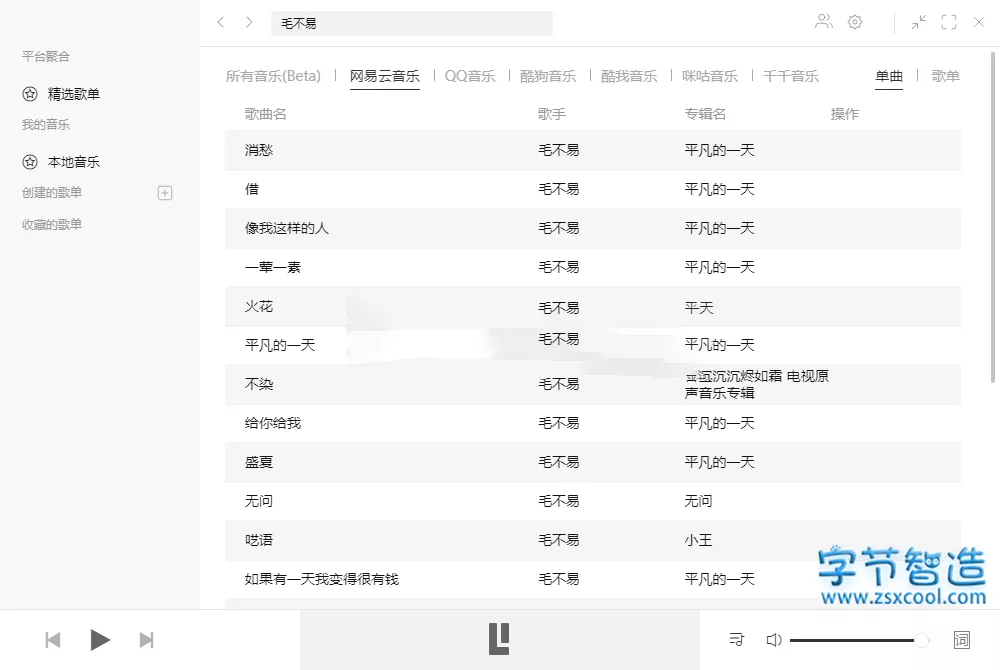 毛不易
平台聚合
精选歌单
我的音乐
本地音乐
创建的歌单
收藏的歌单
所有音乐(Beta) 网易云音乐 QQ音乐 酷狗音乐 酷我音乐 咪咕音乐 千千音乐 单曲 歌单
歌曲名 歌手 专辑名 操作
消愁 毛不易 平凡的一天
借 毛不易 平凡的一天
像我这样的人 毛不易 平凡的一天
一荤一素 毛不易 平凡的一天
火花 毛不易 平天
平凡的一天 毛不易 平凡的一天
不染 毛不易 沉沉烬如霜 电视原
声音乐专辑
给你给我 毛不易 平凡的一天
盛夏 毛不易 平凡的一天
无问 毛不易 无问
呓语 毛不易 小王
如果有一天我变得很有钱 毛不易 平凡的一天
字节智造
www.zsxcool.com
词